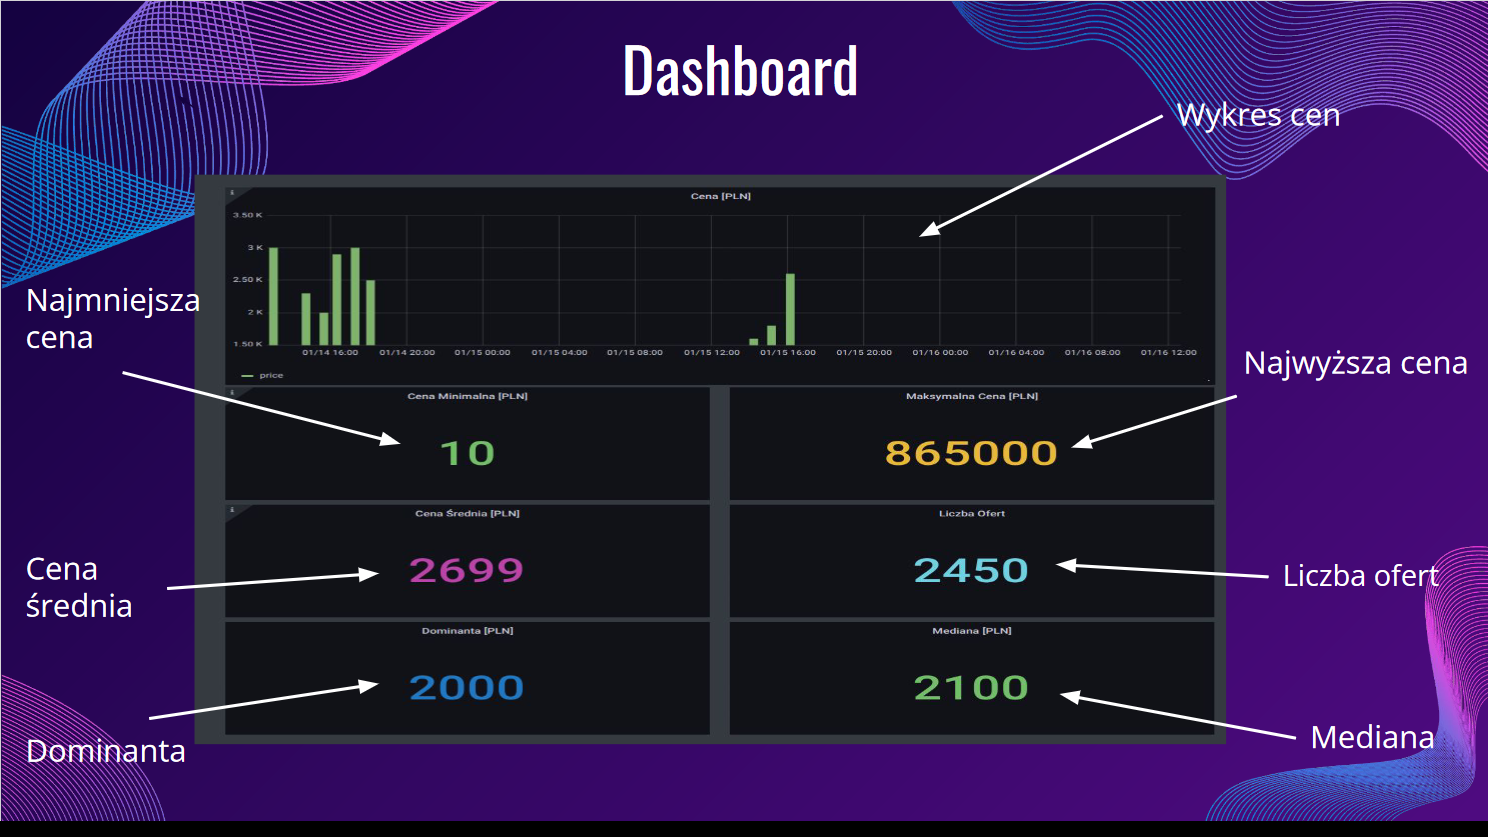 Dashboard
Wykres cen
Cena [PLN]
3.50 K
3 K
2.50 K
2 K
1.50 K
01/14 16:00 01/14 20:00 01/15 00:00 01/15 04:00 01/15 08:00 01/15 12:00 01/15 16:00 01/15 20:00 01/16 00:00 01/16 04:00 01/16 08:00 01/16 12:00
price
Najmniejsza
cena
Najwyższa cena
Cena Minimalna [PLN]
10
Maksymalna Cena [PLN]
865000
Cena Średnia [PLN]
2699
Liczba Ofert
2450
Cena
średnia
Liczba ofert
Dominanta [PLN]
2000
Mediana [PLN]
2100
Dominanta
Mediana